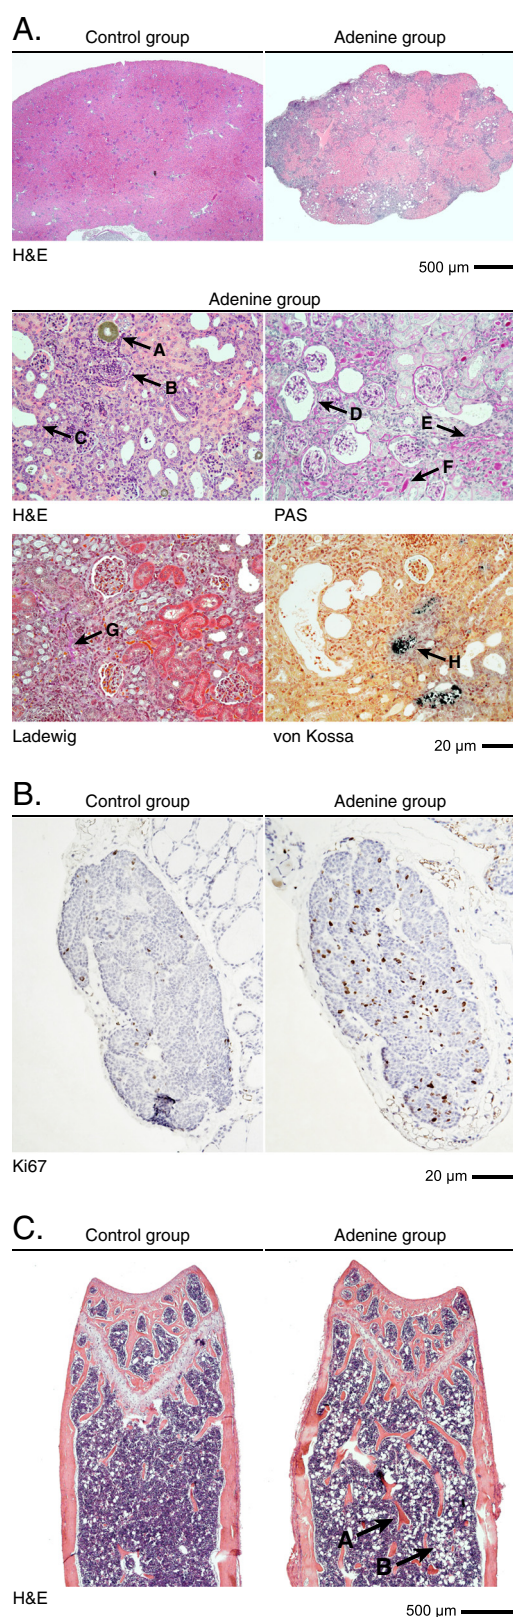 A.
Control group
Adenine group
H&E
500 µm
Adenine group
A
B
C
D
E
F
H&E
PAS
G
H
Ladewig
von Kossa
20 µm
B.
Control group
Adenine group
Ki67
20 µm
C.
Control group
Adenine group
A
B
H&E
500 µm